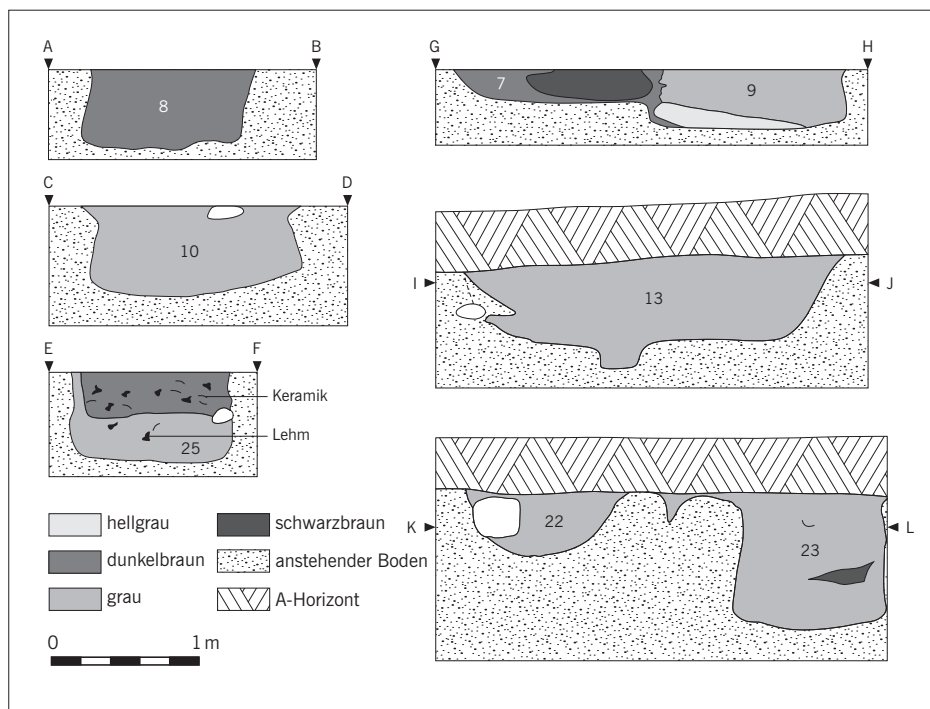 A B
8
C D
10
E F
Keramik
Lehm
25
G H
7 9
I J
13
K L
22 23
hellgrau
dunkelbraun
grau
schwarzbraun
anstehender Boden
A-Horizont
0 1 m